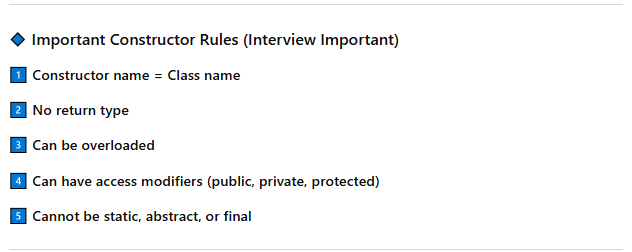 🔷 Important Constructor Rules (Interview Important)
1 Constructor name = Class name
2 No return type
3 Can be overloaded
4 Can have access modifiers (public, private, protected)
5 Cannot be static, abstract, or final